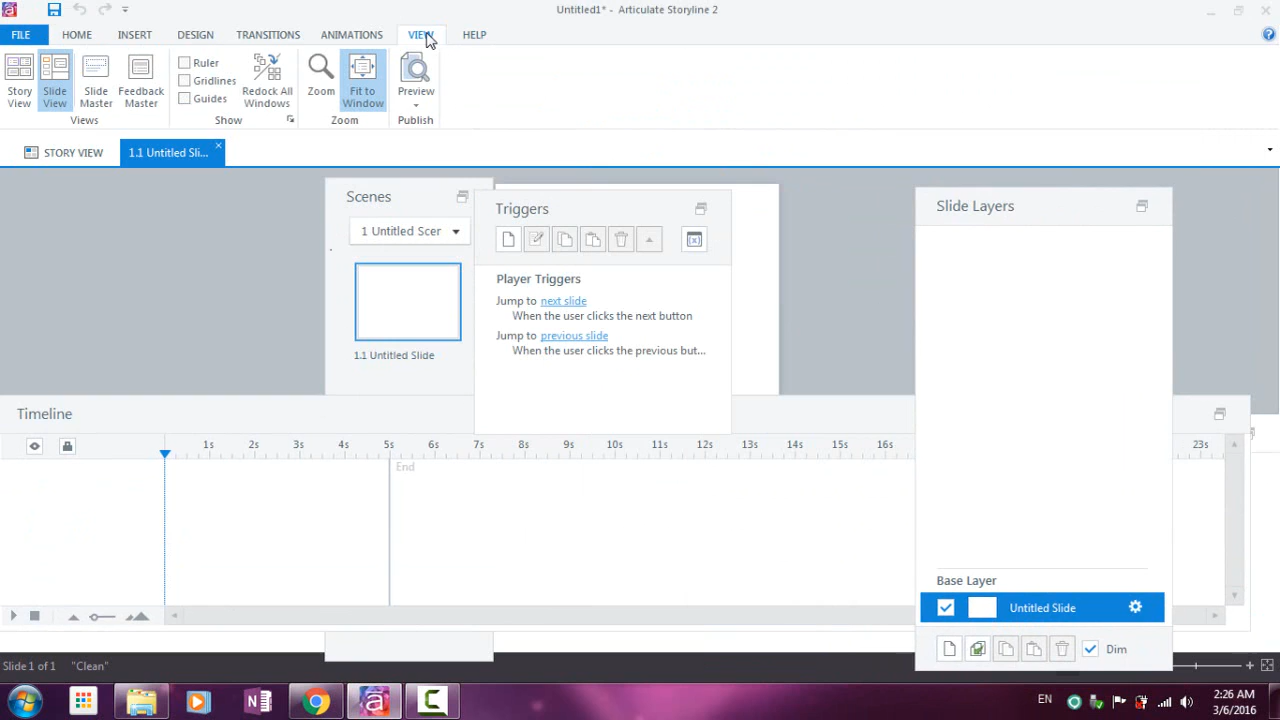 Untitled1* - Articulate Storyline 2
FILE HOME INSERT DESIGN TRANSITIONS ANIMATIONS VIEW HELP
Story View
Slide View
Slide Master
Feedback Master
Views
Ruler
Gridlines
Guides
Redock All Windows
Show
Zoom
Fit to Window
Zoom
Preview
Publish
STORY VIEW
1.1 Untitled Sli...
Scenes
1 Untitled Scer
1.1 Untitled Slide
Triggers
Player Triggers
Jump to next slide
When the user clicks the next button
Jump to previous slide
When the user clicks the previous but...
Slide Layers
Base Layer
Untitled Slide
Dim
Timeline
1s 2s 3s 4s 5s 6s 7s 8s 9s 10s 11s 12s 13s 14s 15s 16s 23s
End
Slide 1 of 1 "Clean"
EN
2:26 AM
3/6/2016